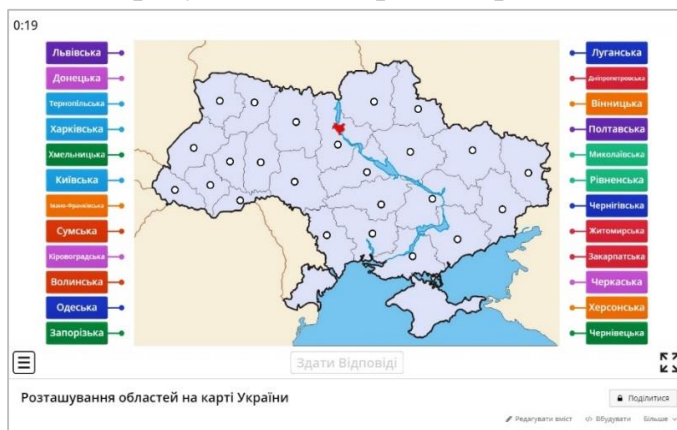 0:19
Львівська
Донецька
Тернопільська
Харківська
Хмельницька
Київська
Івано-Франківська
Сумська
Кіровоградська
Волинська
Одеська
Запорізька
Луганська
Дніпропетровська
Вінницька
Полтавська
Миколаївська
Рівненська
Чернігівська
Житомирська
Закарпатська
Черкаська
Херсонська
Чернівецька
Здати Відповіді
Розташування областей на карті України
Поділитися
Редагувати вміст Вбудувати Більше